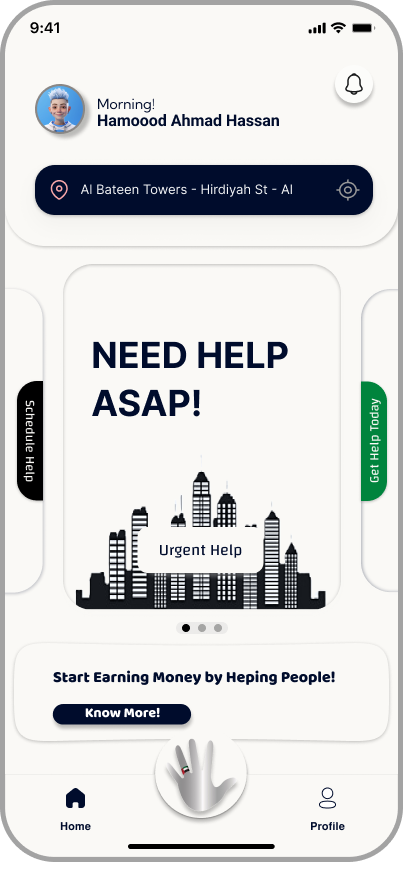 9:41
Morning!
Hamoood Ahmad Hassan
Al Bateen Towers - Hirdiyah St - Al
NEED HELP
ASAP!
Schedule Help
Get Help Today
Urgent Help
Start Earning Money by Heping People!
Know More!
Home
Profile